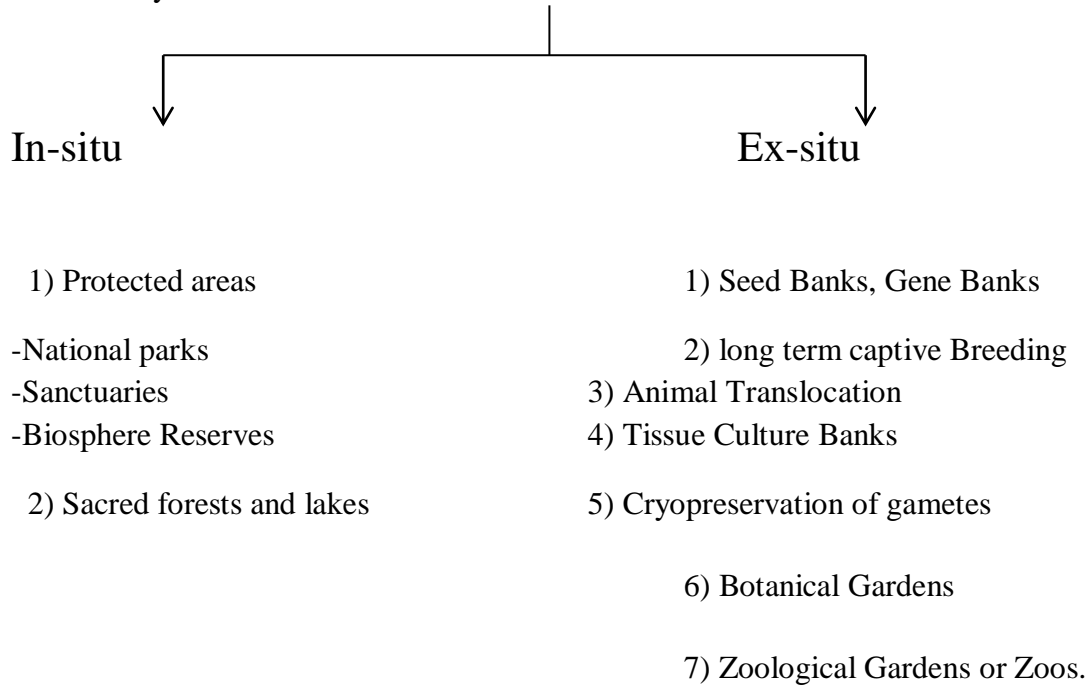 In-situ
Ex-situ
1) Protected areas
1) Seed Banks, Gene Banks
-National parks
2) long term captive Breeding
-Sanctuaries
3) Animal Translocation
-Biosphere Reserves
4) Tissue Culture Banks
2) Sacred forests and lakes
5) Cryopreservation of gametes
6) Botanical Gardens
7) Zoological Gardens or Zoos.